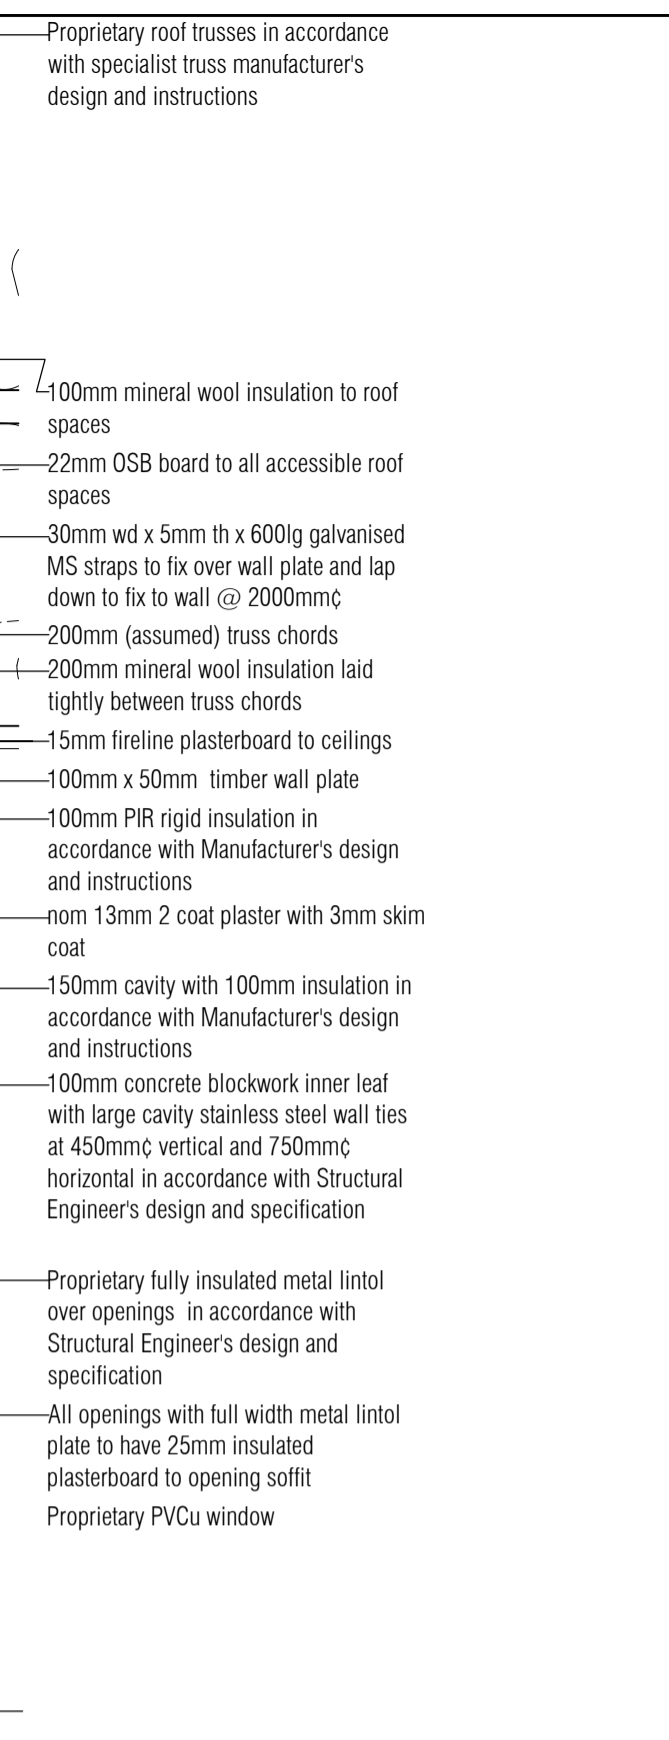 Proprietary roof trusses in accordance
with specialist truss manufacturer's
design and instructions
100mm mineral wool insulation to roof
spaces
22mm OSB board to all accessible roof
spaces
30mm wd x 5mm th x 600lg galvanised
MS straps to fix over wall plate and lap
down to fix to wall @ 2000mm¢
200mm (assumed) truss chords
200mm mineral wool insulation laid
tightly between truss chords
15mm fireline plasterboard to ceilings
100mm x 50mm  timber wall plate
100mm PIR rigid insulation in
accordance with Manufacturer's design
and instructions
nom 13mm 2 coat plaster with 3mm skim
coat
150mm cavity with 100mm insulation in
accordance with Manufacturer's design
and instructions
100mm concrete blockwork inner leaf
with large cavity stainless steel wall ties
at 450mm¢ vertical and 750mm¢
horizontal in accordance with Structural
Engineer's design and specification
Proprietary fully insulated metal lintol
over openings  in accordance with
Structural Engineer's design and
specification
All openings with full width metal lintol
plate to have 25mm insulated
plasterboard to opening soffit
Proprietary PVCu window